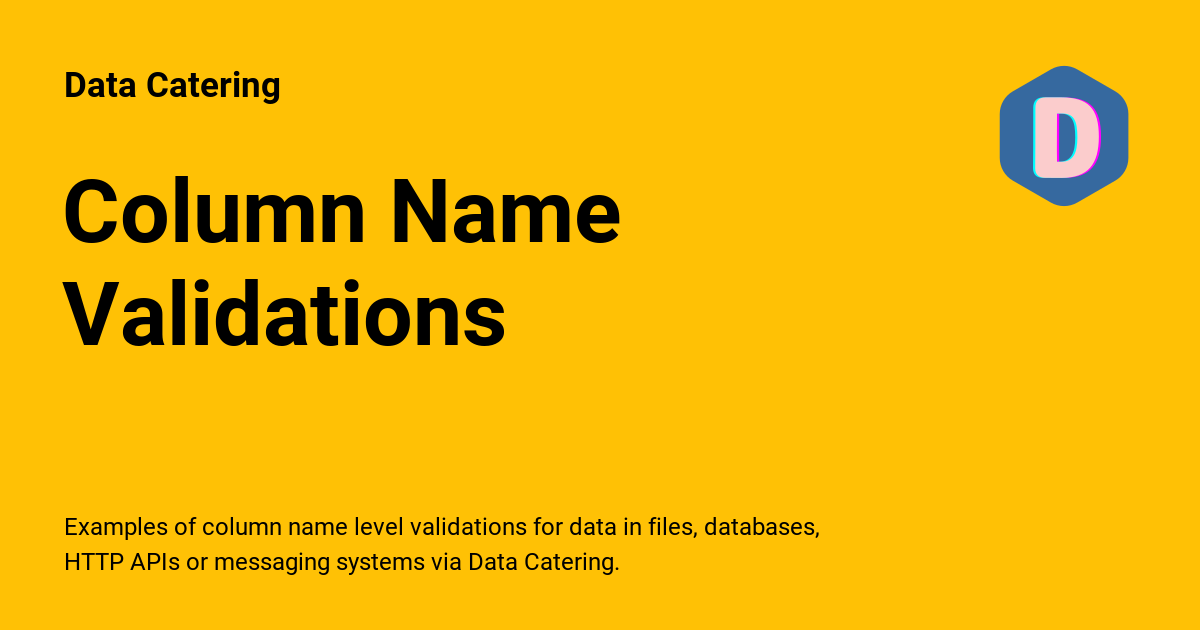 Data Catering
D
Column Name
Validations
Examples of column name level validations for data in files, databases,
HTTP APIs or messaging systems via Data Catering.